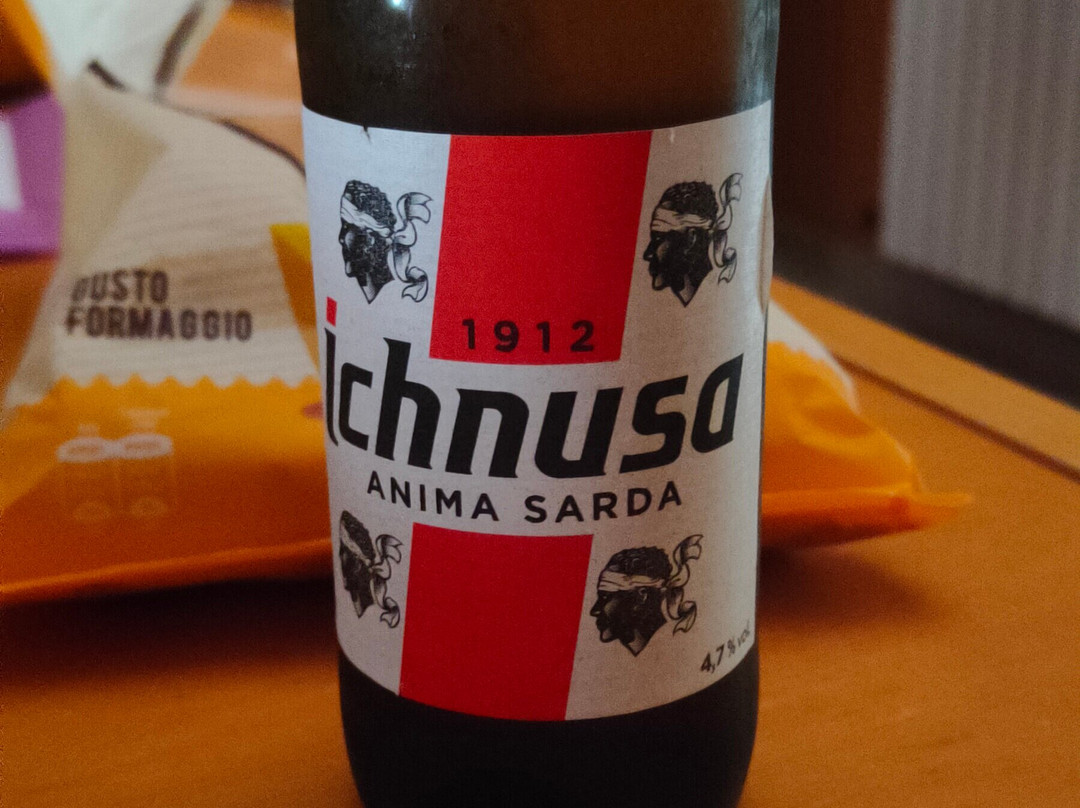 GUSTO
FORMAGGIO
1912
ichnusa
ANIMA SARDA
4,7% vol.